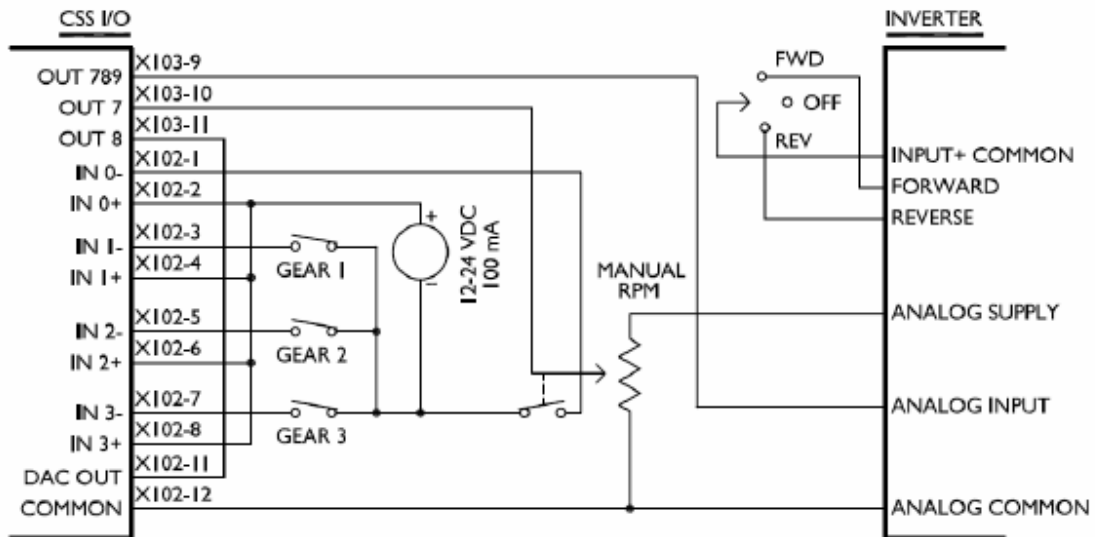 CSS I/O
INVERTER
OUT 789
X103-9
OUT 7
X103-10
OUT 8
X103-11
IN 0-
X102-1
IN 0+
X102-2
IN 1-
X102-3
IN 1+
X102-4
IN 2-
X102-5
IN 2+
X102-6
IN 3-
X102-7
IN 3+
X102-8
DAC OUT
X102-11
COMMON
X102-12
GEAR 1
GEAR 2
GEAR 3
+
−
12-24 VDC
100 mA
MANUAL
RPM
FWD
OFF
REV
INPUT+ COMMON
FORWARD
REVERSE
ANALOG SUPPLY
ANALOG INPUT
ANALOG COMMON